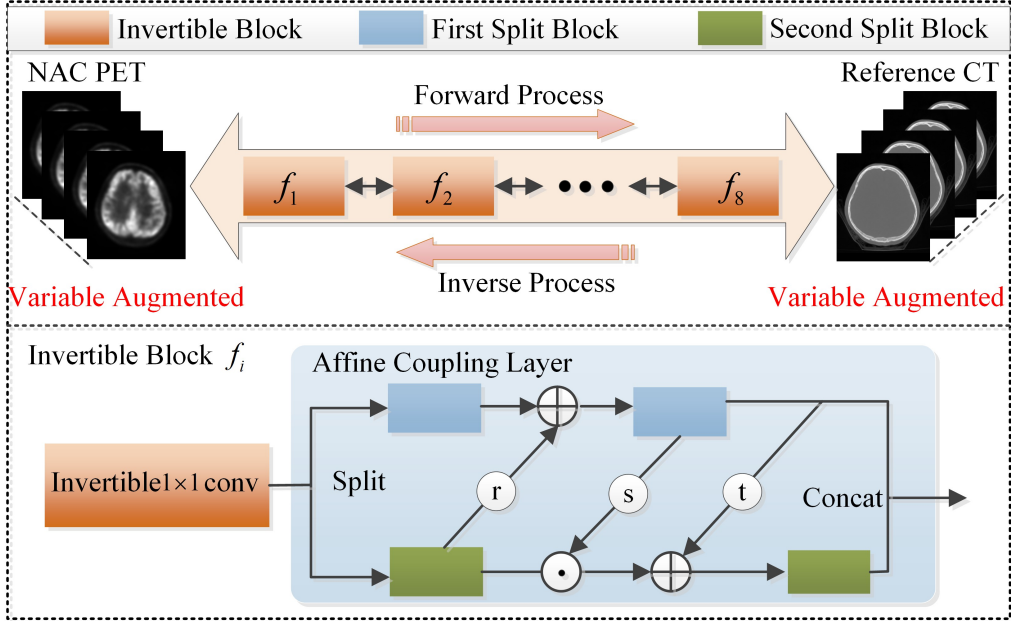 Invertible Block
First Split Block
Second Split Block
NAC PET
Reference CT
Forward Process
f1
f2
•••
f8
Inverse Process
Variable Augmented
Variable Augmented
Invertible Block fi
Affine Coupling Layer
Invertible1×1 conv
Split
r
s
t
Concat